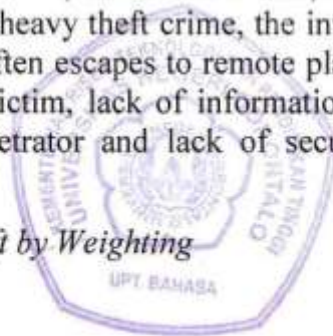 heavy theft crime, the in
ften escapes to remote pl
ictim, lack of informatio
etrator and lack of secu
ft by Weighting
UPT. BAHASA